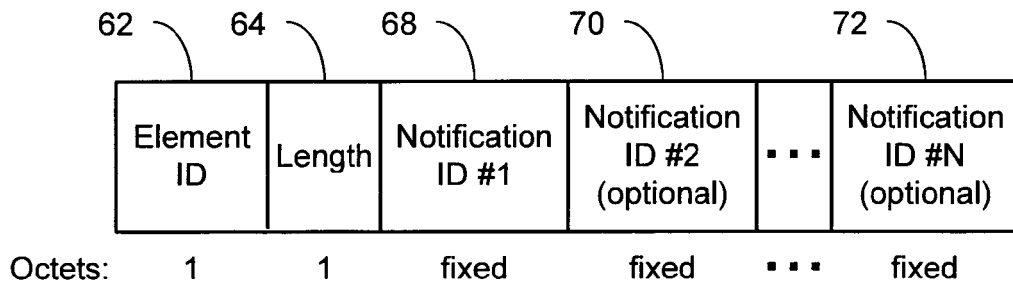 62 64 68 70 72
Element ID
Length
Notification ID #1
Notification ID #2 (optional)
▪ ▪ ▪
Notification ID #N (optional)
Octets: 1 1 fixed fixed ▪ ▪ ▪ fixed